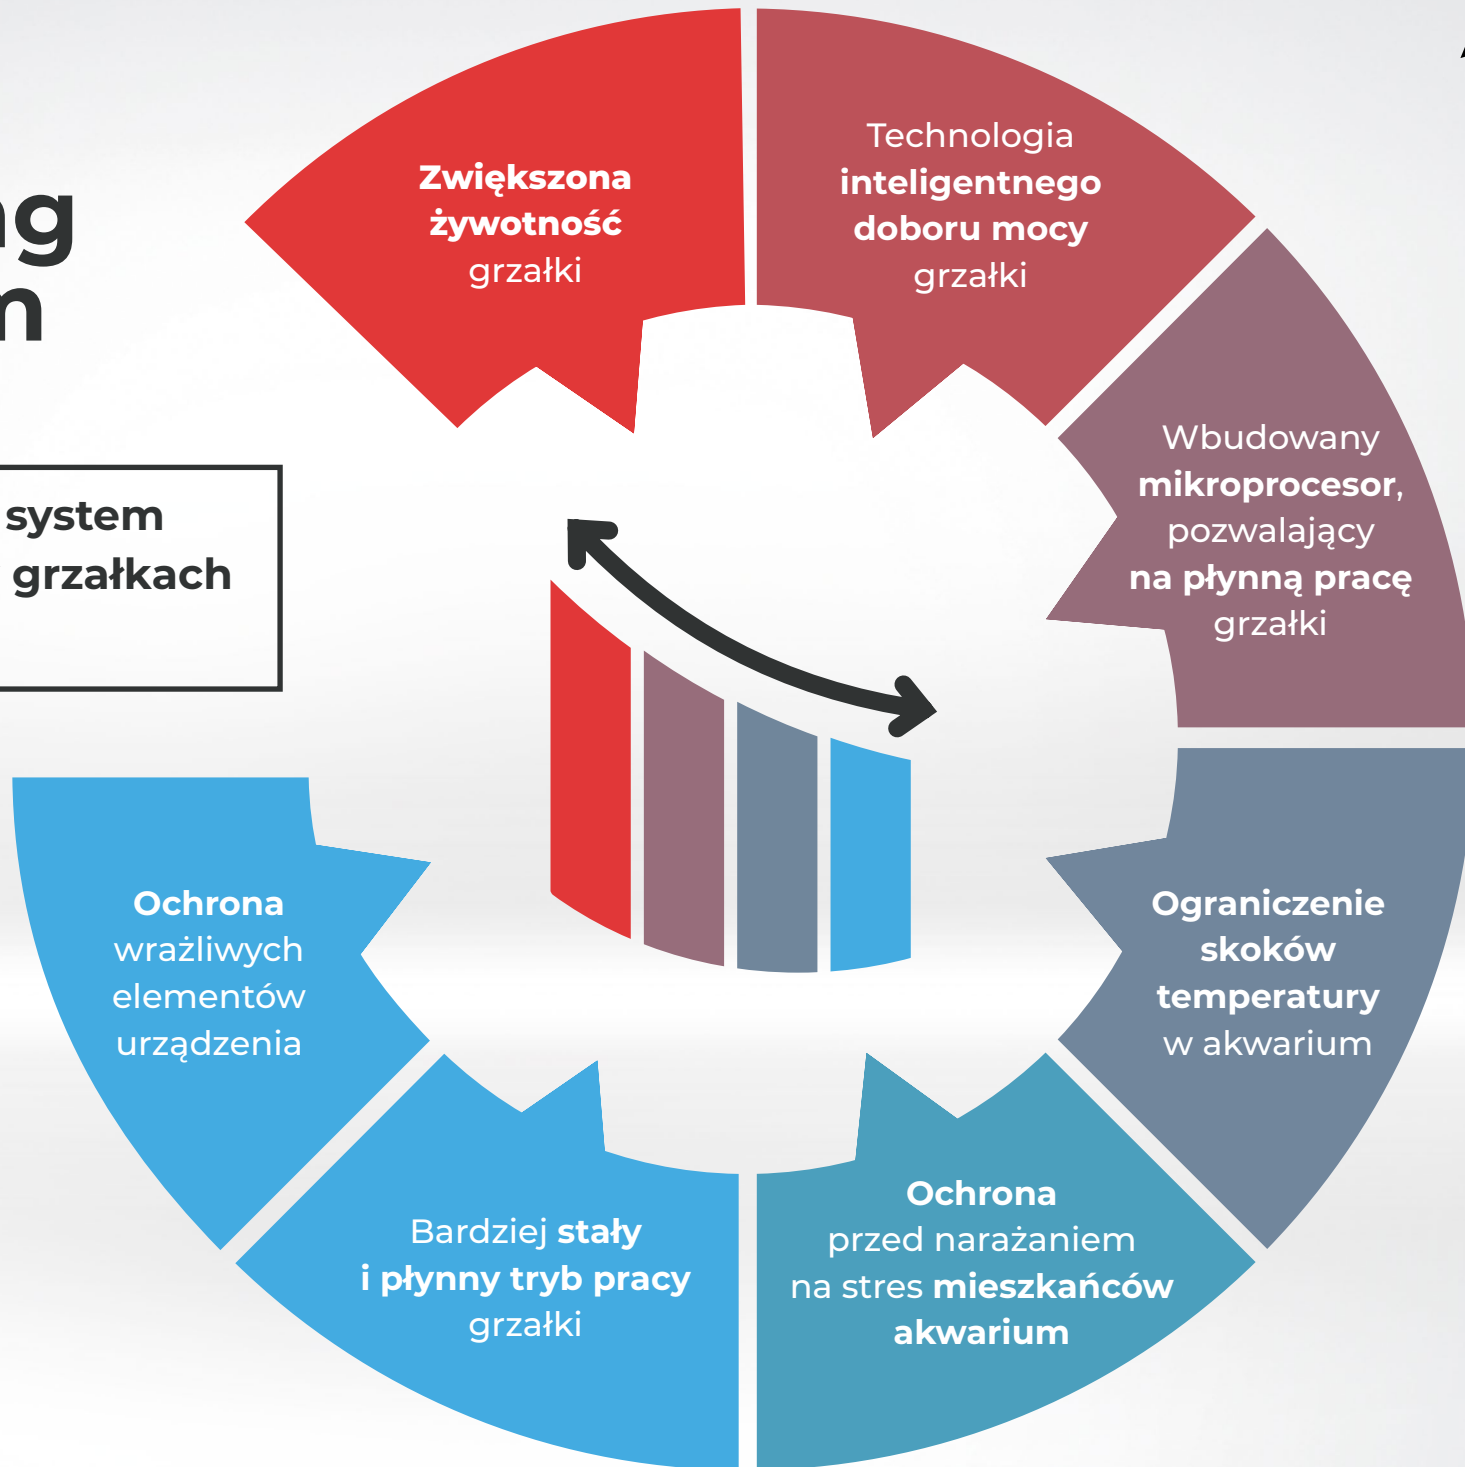 Zwiększona
żywotność
grzałki
Technologia
inteligentnego
doboru mocy
grzałki
Wbudowany
mikroprocesor,
pozwalający
na płynną pracę
grzałki
system
grzałkach
Ograniczenie
skoków
temperatury
w akwarium
Ochrona
przed narażaniem
na stres mieszkańców
akwarium
Bardziej stały
i płynny tryb pracy
grzałki
Ochrona
wrażliwych
elementów
urządzenia